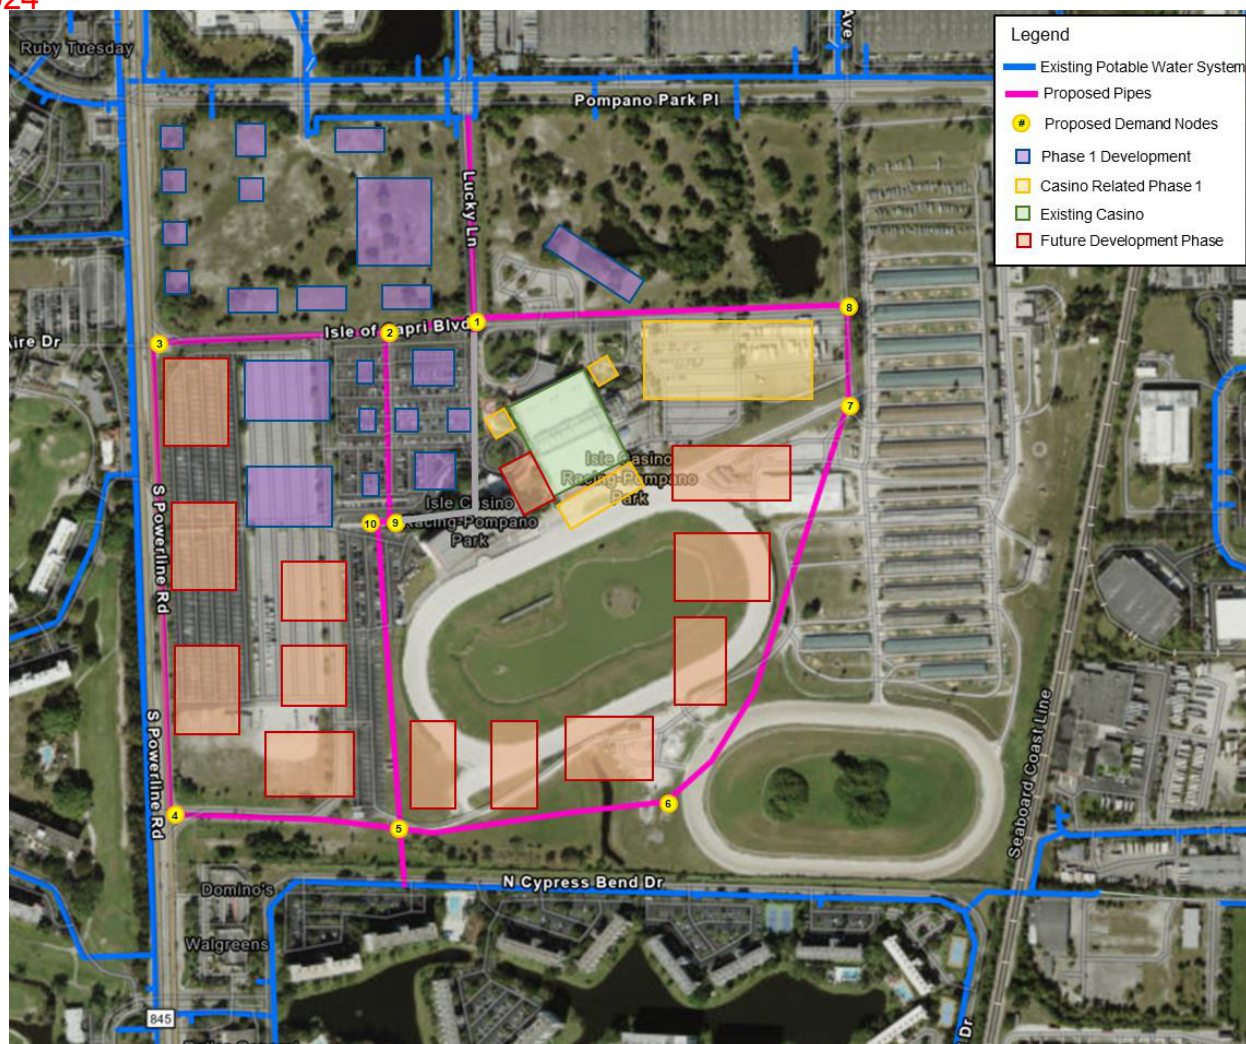 Ruby Tuesday
Ave
Legend
Existing Potable Water System
Proposed Pipes
# Proposed Demand Nodes
Phase 1 Development
Casino Related Phase 1
Existing Casino
Future Development Phase
Pompano Park Pl
Lucky Ln
8
1
Isle of Capri Blvd
2
3
7
Isle Casino
Racing-Pompano
Park
Isle Casino
Racing-Pompano
Park
10
9
S Powerline Rd
S Powerline Rd
Seaboard Coast Line
6
4
5
N Cypress Bend Dr
Domino's
Walgreens
845
Dr